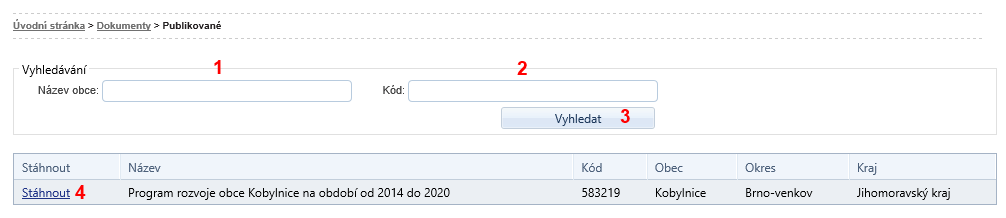 Úvodní stránka > Dokumenty > Publikované
Vyhledávání 1 2
Název obce: Kód:
Vyhledat 3
Stáhnout Název Kód Obec Okres Kraj
Stáhnout 4 Program rozvoje obce Kobylnice na období od 2014 do 2020 583219 Kobylnice Brno-venkov Jihomoravský kraj